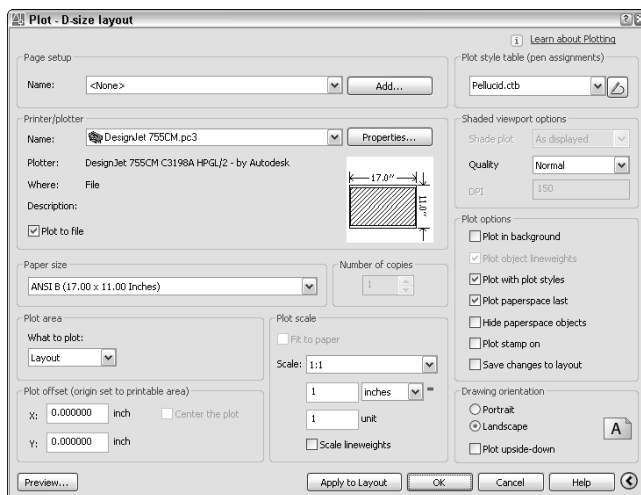 Plot - D-size layout
Learn about Plotting
Page setup
Name: <None> Add...
Plot style table (pen assignments)
Pellucid.ctb
Printer/plotter
Name: DesignJet 755CM.pc3 Properties...
Plotter: DesignJet 755CM C3198A HPGL/2 - by Autodesk
Where: File
Description:
Plot to file
17.0"
11.0"
Shaded viewport options
Shade plot As displayed
Quality Normal
DPI 150
Paper size
ANSI B (17.00 x 11.00 Inches)
Number of copies
1
Plot options
Plot in background
Plot object lineweights
Plot with plot styles
Plot paperspace last
Hide paperspace objects
Plot stamp on
Save changes to layout
Plot area
What to plot:
Layout
Plot scale
Fit to paper
Scale: 1:1
1 inches =
1 unit
Scale lineweights
Plot offset (origin set to printable area)
X: 0.000000 inch Center the plot
Y: 0.000000 inch
Drawing orientation
Portrait
Landscape
Plot upside-down
A
Preview... Apply to Layout OK Cancel Help